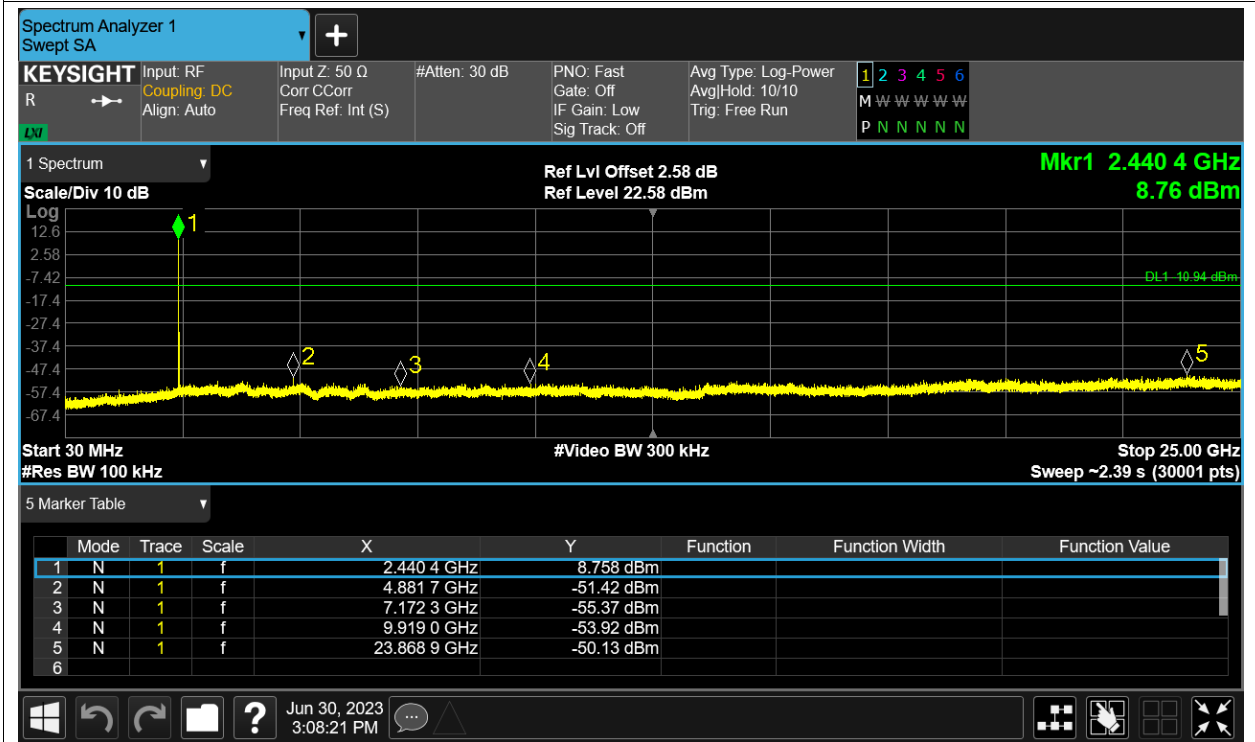 Spectrum Analyzer 1
Swept SA
KEYSIGHT
R
LXI
Input: RF
Coupling: DC
Align: Auto
Input Z: 50 Ω
Corr CCorr
Freq Ref: Int (S)
#Atten: 30 dB
PNO: Fast
Gate: Off
IF Gain: Low
Sig Track: Off
Avg Type: Log-Power
Avg|Hold: 10/10
Trig: Free Run
1 2 3 4 5 6
M W W W W W
P N N N N N
1 Spectrum
Scale/Div 10 dB
Ref Lvl Offset 2.58 dB
Ref Level 22.58 dBm
Mkr1 2.440 4 GHz
8.76 dBm
Log
12.6
2.58
-7.42
-17.4
-27.4
-37.4
-47.4
-57.4
-67.4
1
2
3
4
5
DL1 -10.94 dBm
Start 30 MHz
#Video BW 300 kHz
Stop 25.00 GHz
#Res BW 100 kHz
Sweep ~2.39 s (30001 pts)
5 Marker Table
Mode Trace Scale X Y Function Function Width Function Value
1 N 1 f 2.440 4 GHz 8.758 dBm
2 N 1 f 4.881 7 GHz -51.42 dBm
3 N 1 f 7.172 3 GHz -55.37 dBm
4 N 1 f 9.919 0 GHz -53.92 dBm
5 N 1 f 23.868 9 GHz -50.13 dBm
6
?
Jun 30, 2023
3:08:21 PM